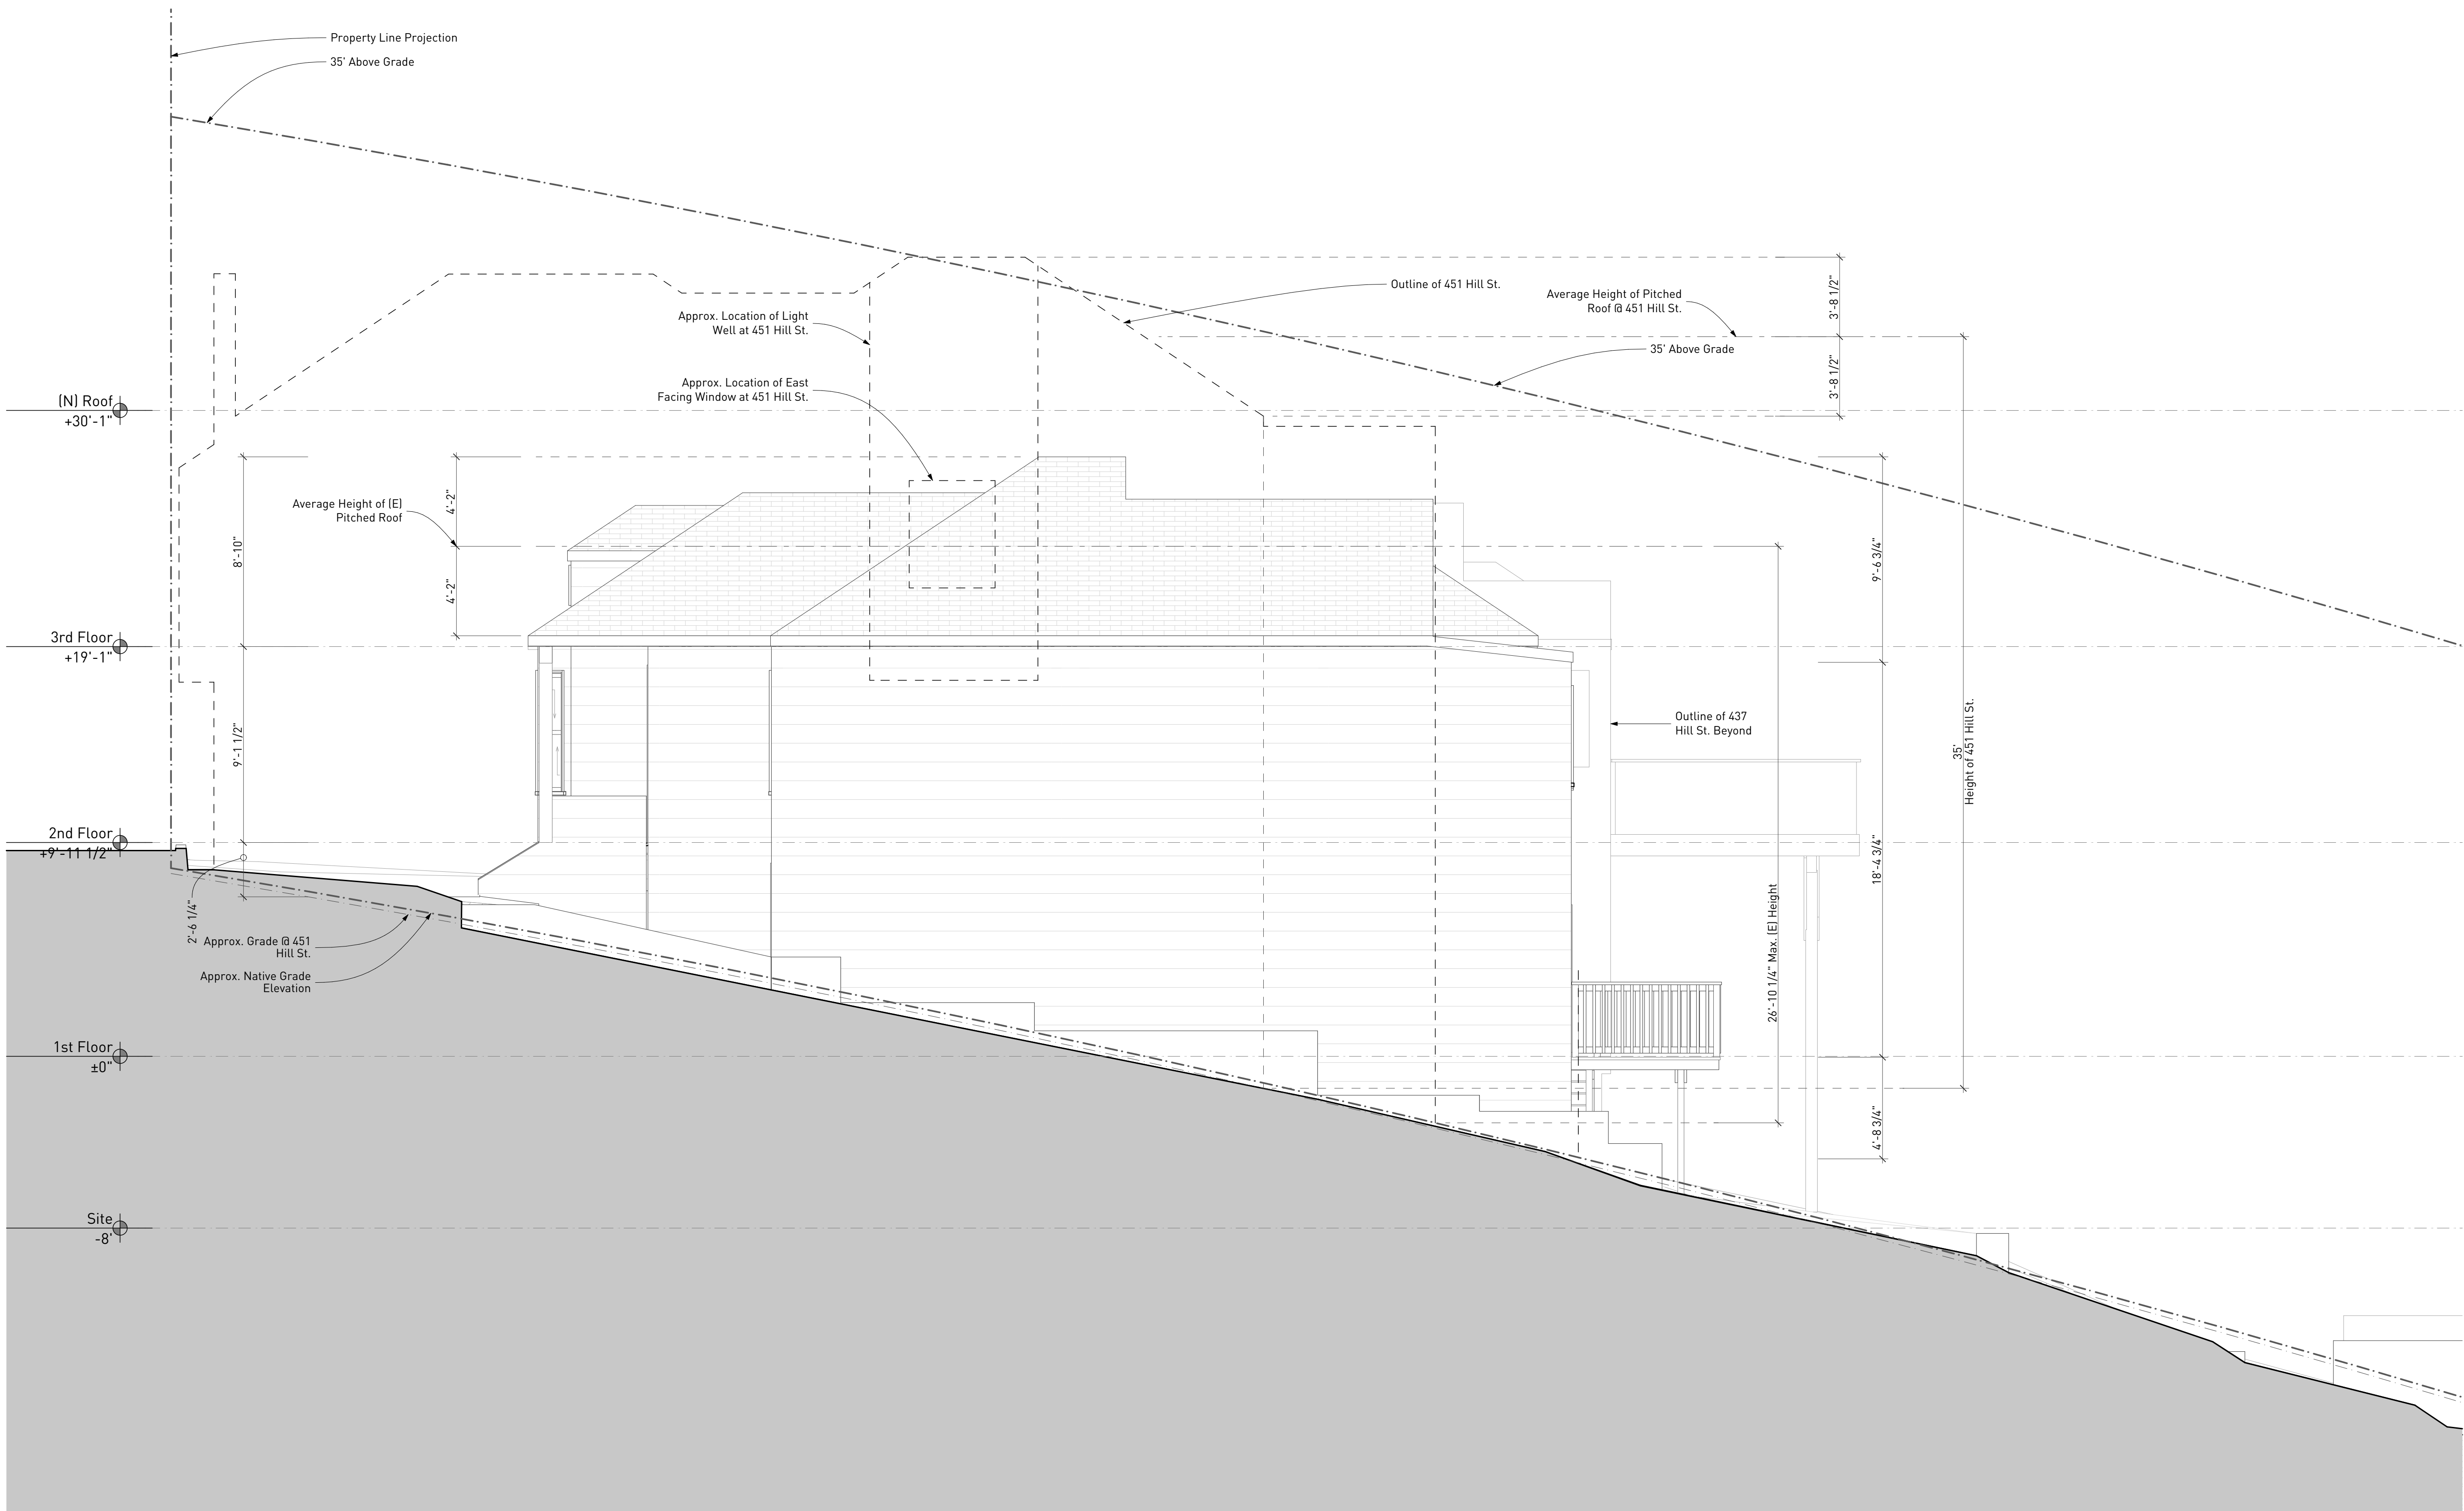 Property Line Projection
35' Above Grade
Outline of 451 Hill St.
Average Height of Pitched
Roof @ 451 Hill St.
3'-8 1/2"
3'-8 1/2"
Approx. Location of Light
Well at 451 Hill St.
35' Above Grade
Approx. Location of East
Facing Window at 451 Hill St.
(N) Roof
+30'-1"
Average Height of (E)
Pitched Roof
4'-2"
4'-2"
8'-10"
9'-6 3/4"
3rd Floor
+19'-1"
9'-1 1/2"
Outline of 437
Hill St. Beyond
35'
Height of 451 Hill St.
2nd Floor
+9'-11 1/2"
18'-4 3/4"
2'-6 1/4"
Approx. Grade @ 451
Hill St.
Approx. Native Grade
Elevation
26'-10 1/4" Max. (E) Height
1st Floor
±0"
4'-8 3/4"
Site
-8'